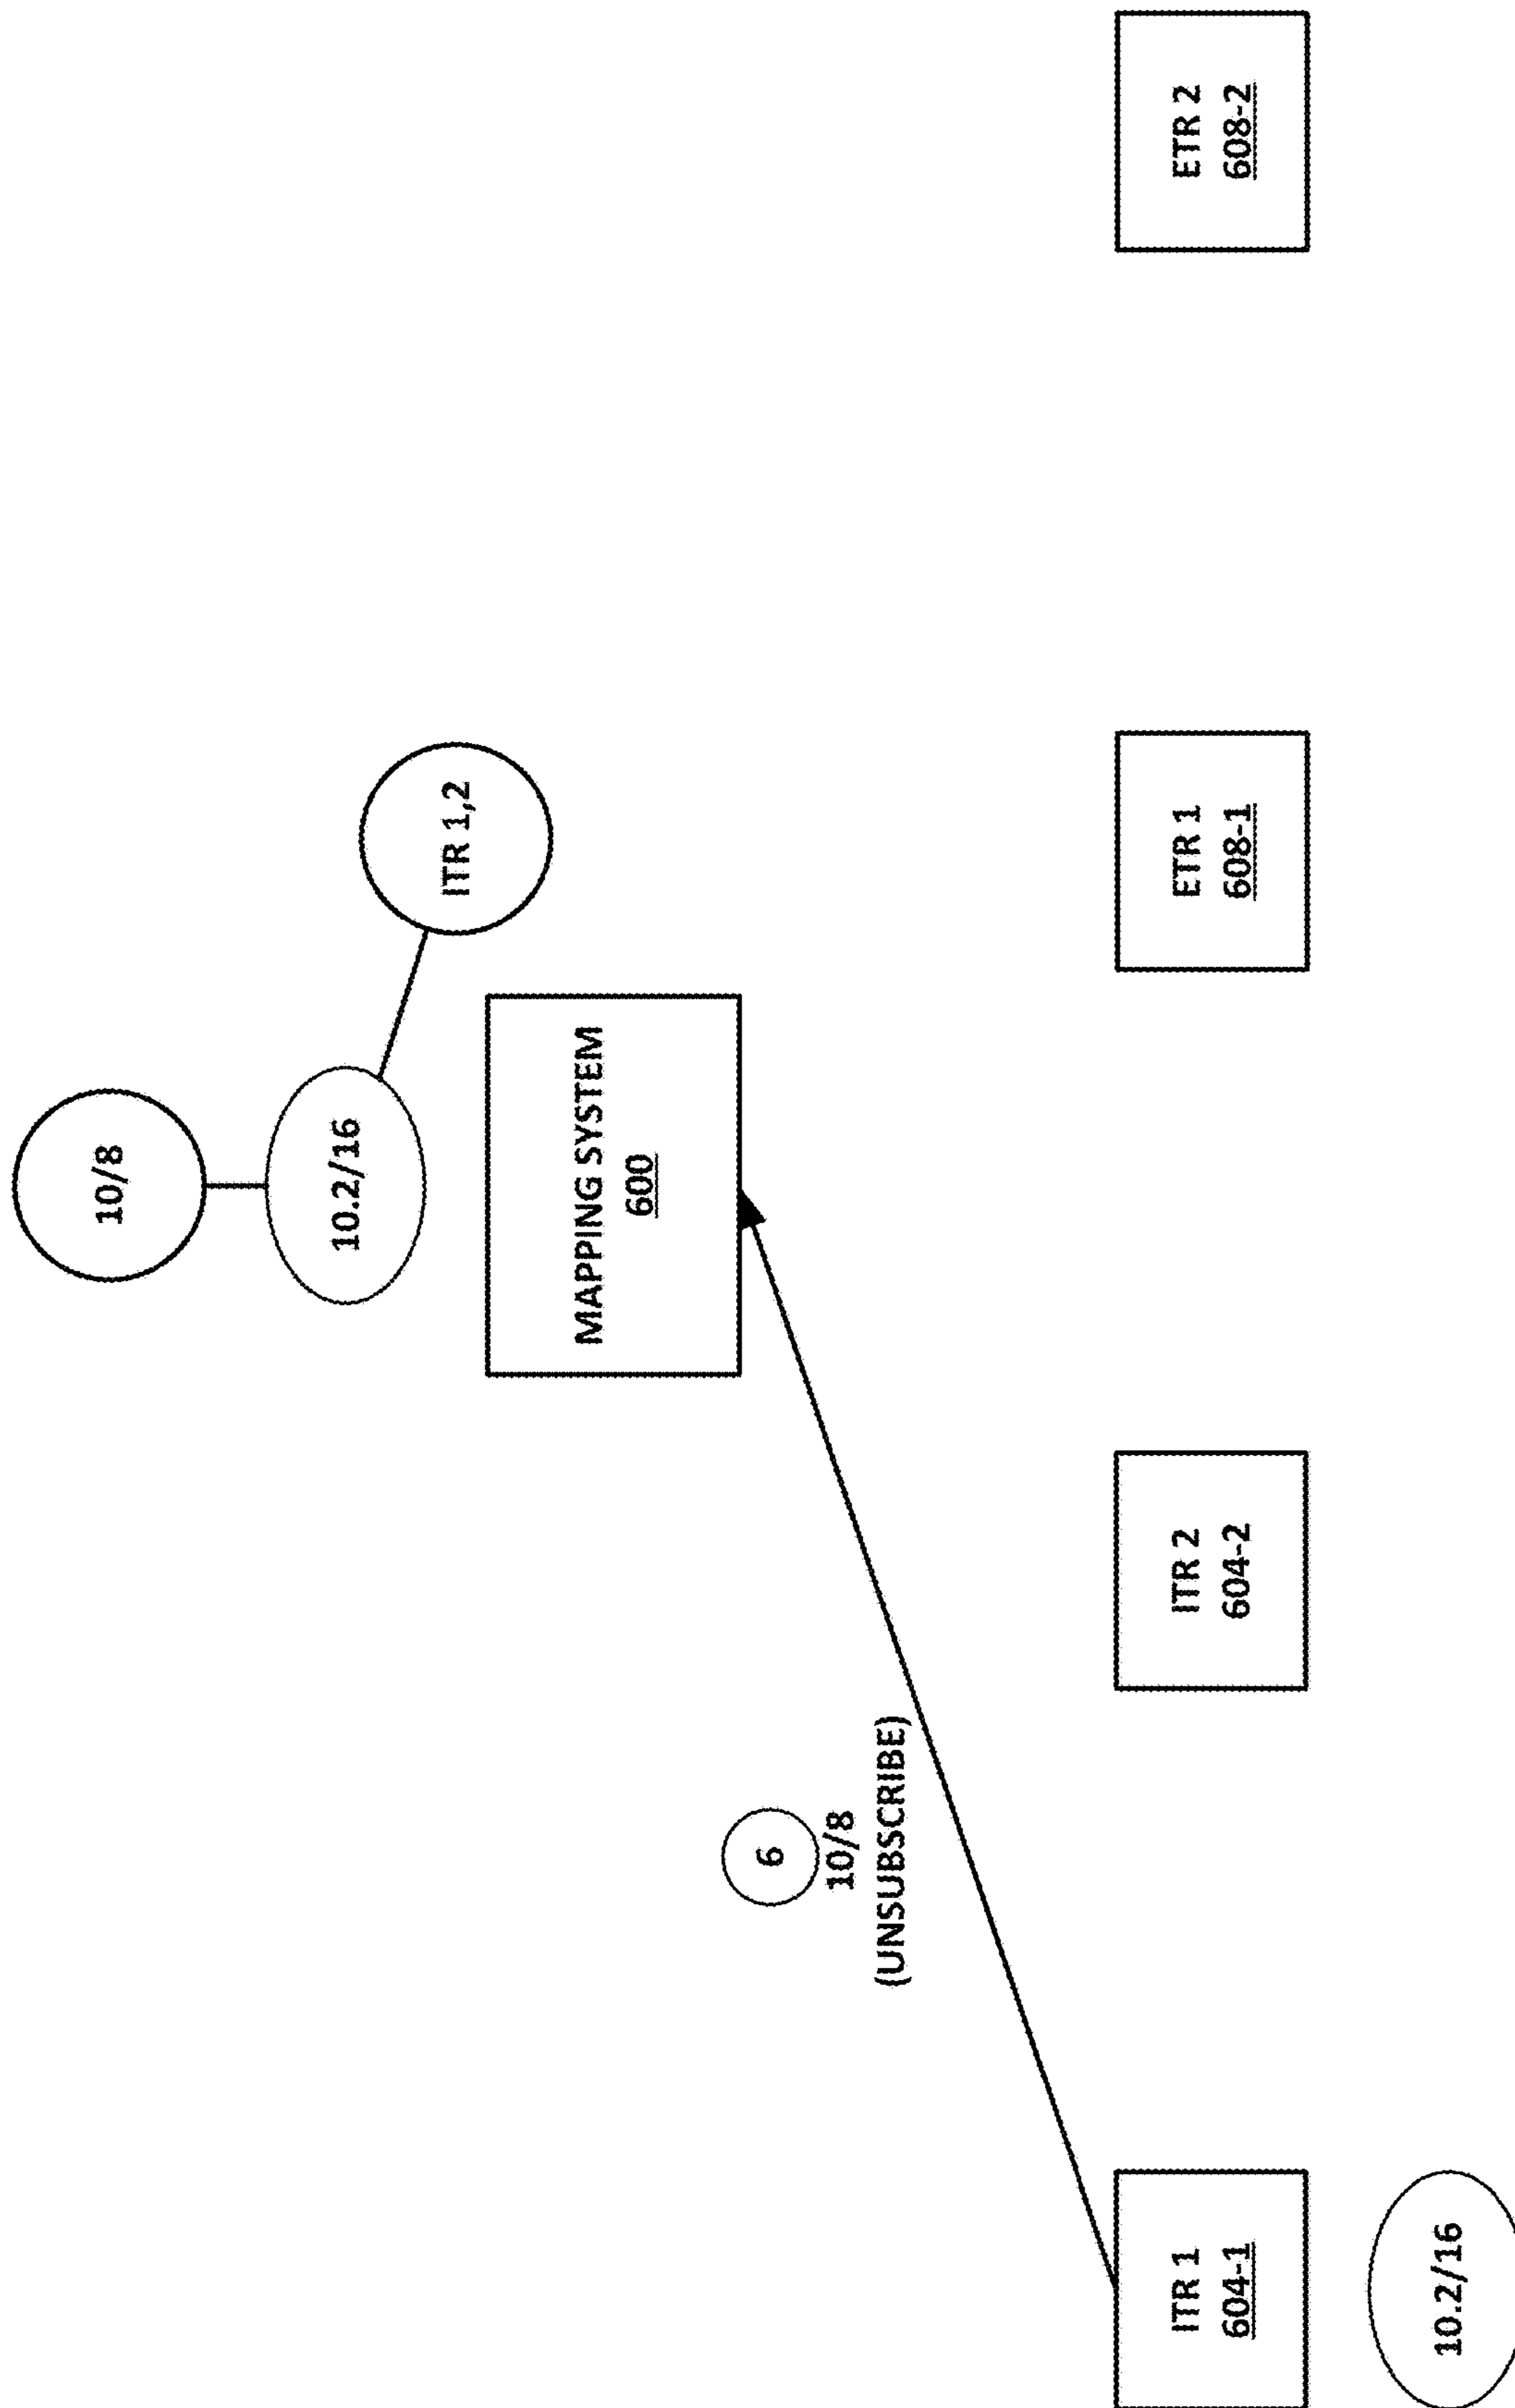 10/8
10.2/16
ITR 1,2
MAPPING SYSTEM
600
6
10/8
(UNSUBSCRIBE)
ITR 1
604-1
ITR 2
604-2
ETR 1
608-1
ETR 2
608-2
10.2/16